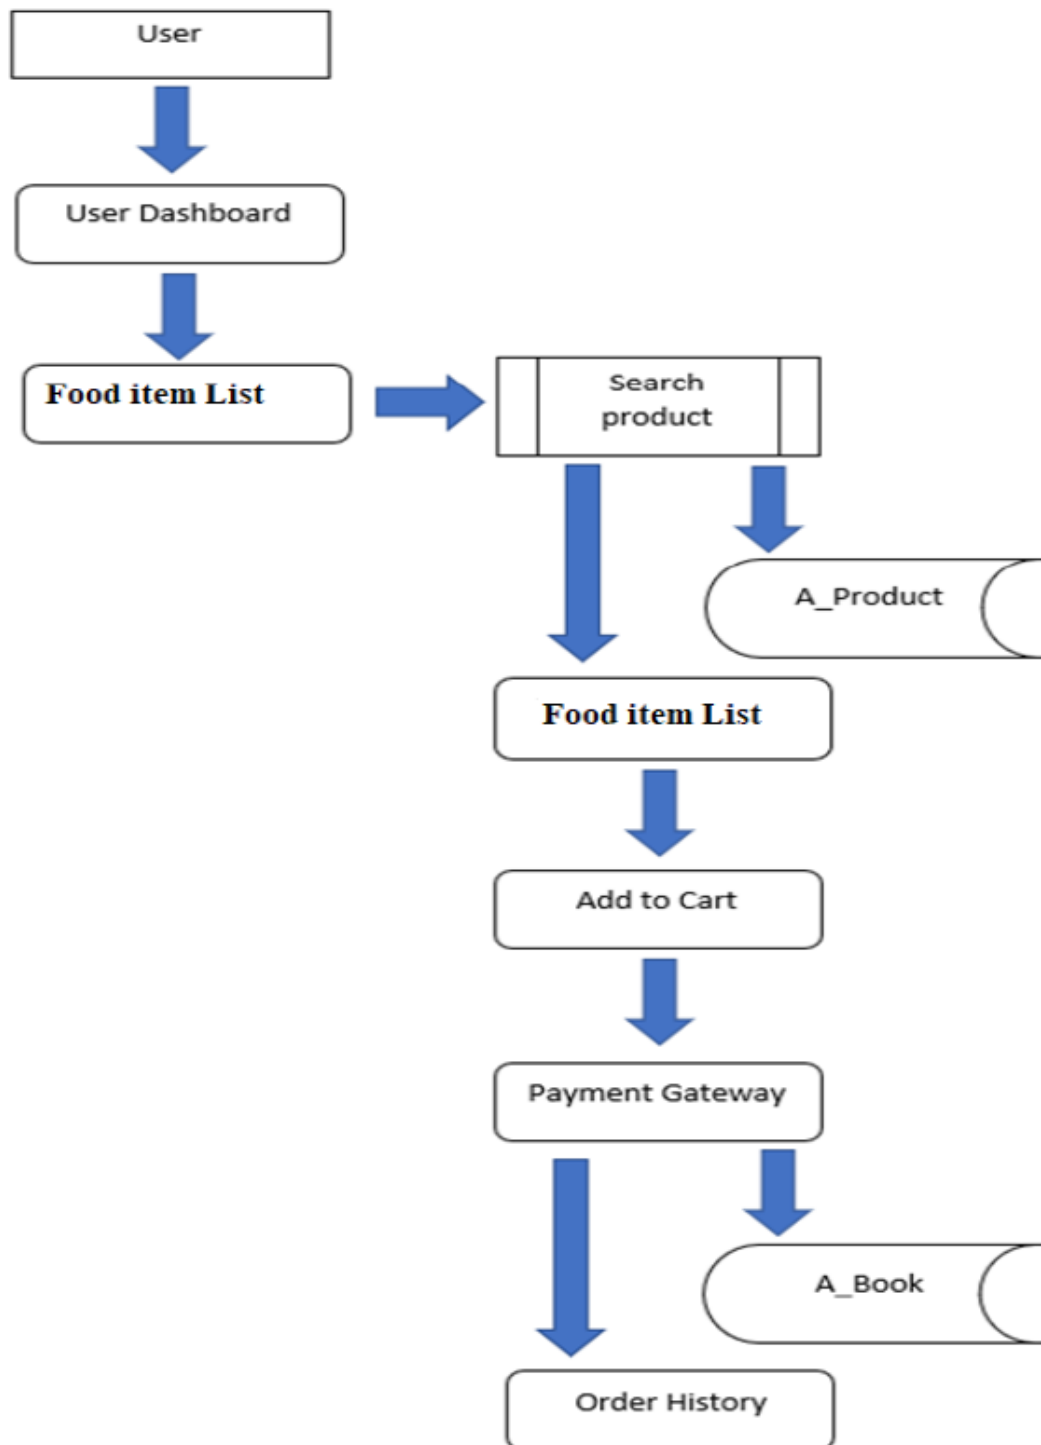 User
User Dashboard
Food item List
Search
product
A_Product
Food item List
Add to Cart
Payment Gateway
A_Book
Order History